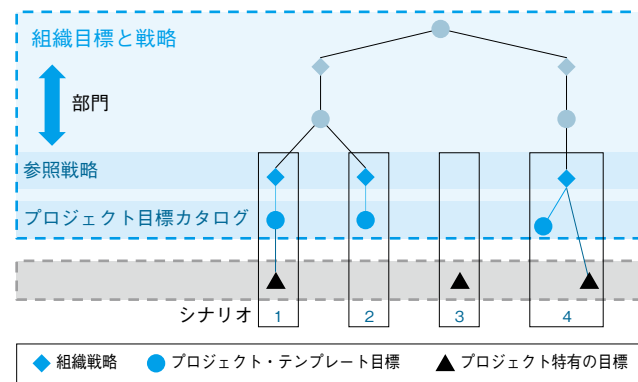 組織目標と戦略
部門
参照戦略
プロジェクト目標カタログ
シナリオ 1 2 3 4
組織戦略 プロジェクト・テンプレート目標 プロジェクト特有の目標